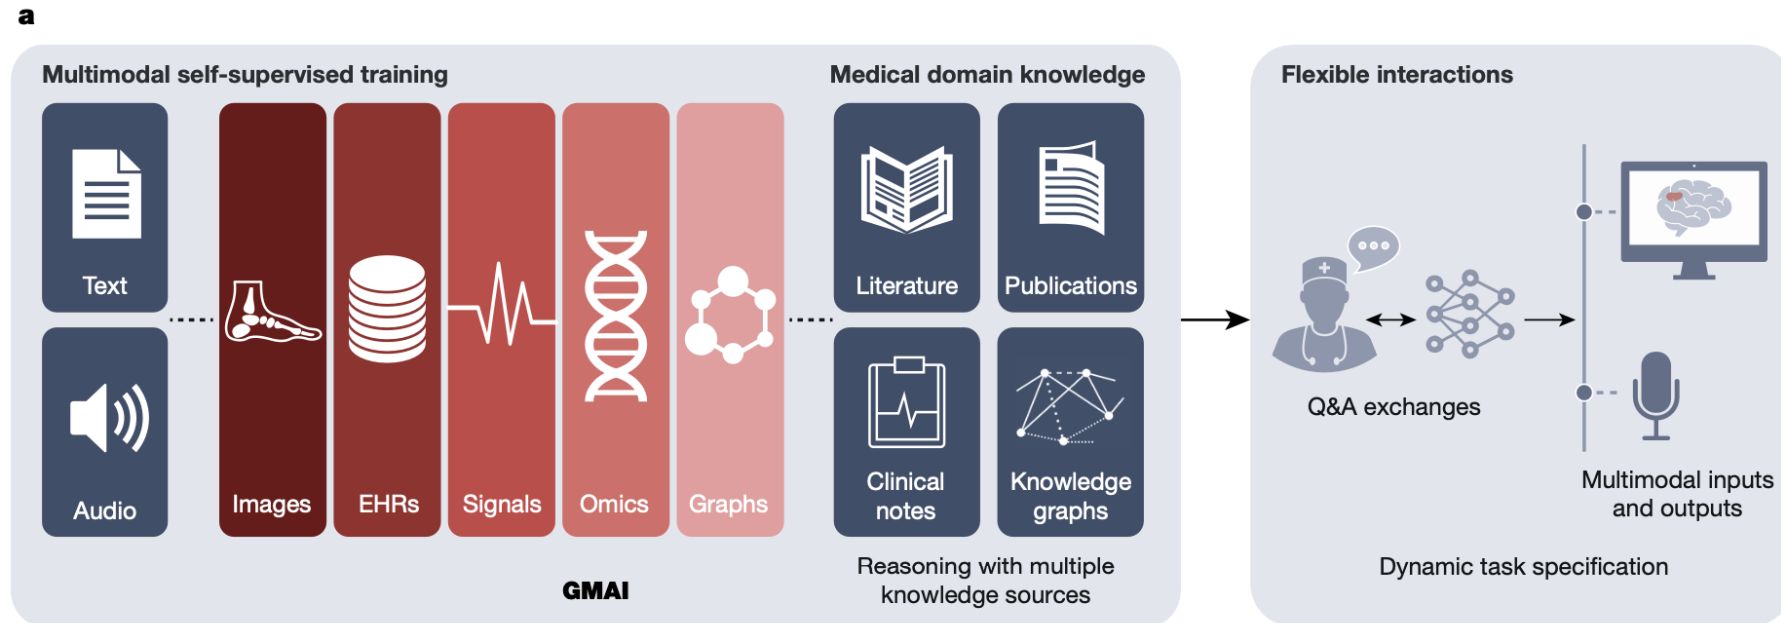 a
Multimodal self-supervised training
Medical domain knowledge
Flexible interactions
Text
Audio
Images
EHRs
Signals
Omics
Graphs
Literature
Publications
Clinical
notes
Knowledge
graphs
Reasoning with multiple
knowledge sources
GMAI
Q&A exchanges
Multimodal inputs
and outputs
Dynamic task specification